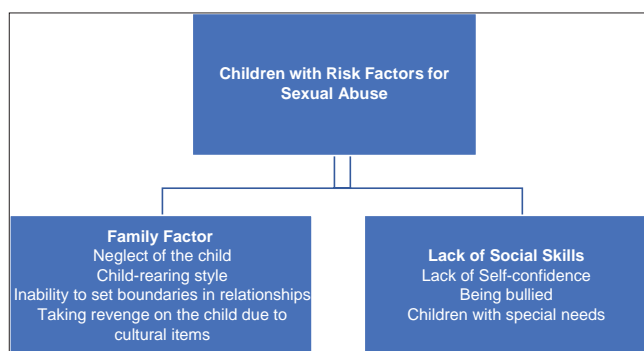 Children with Risk Factors for
Sexual Abuse
Family Factor
Neglect of the child
Child-rearing style
Inability to set boundaries in relationships
Taking revenge on the child due to
cultural items
Lack of Social Skills
Lack of Self-confidence
Being bullied
Children with special needs